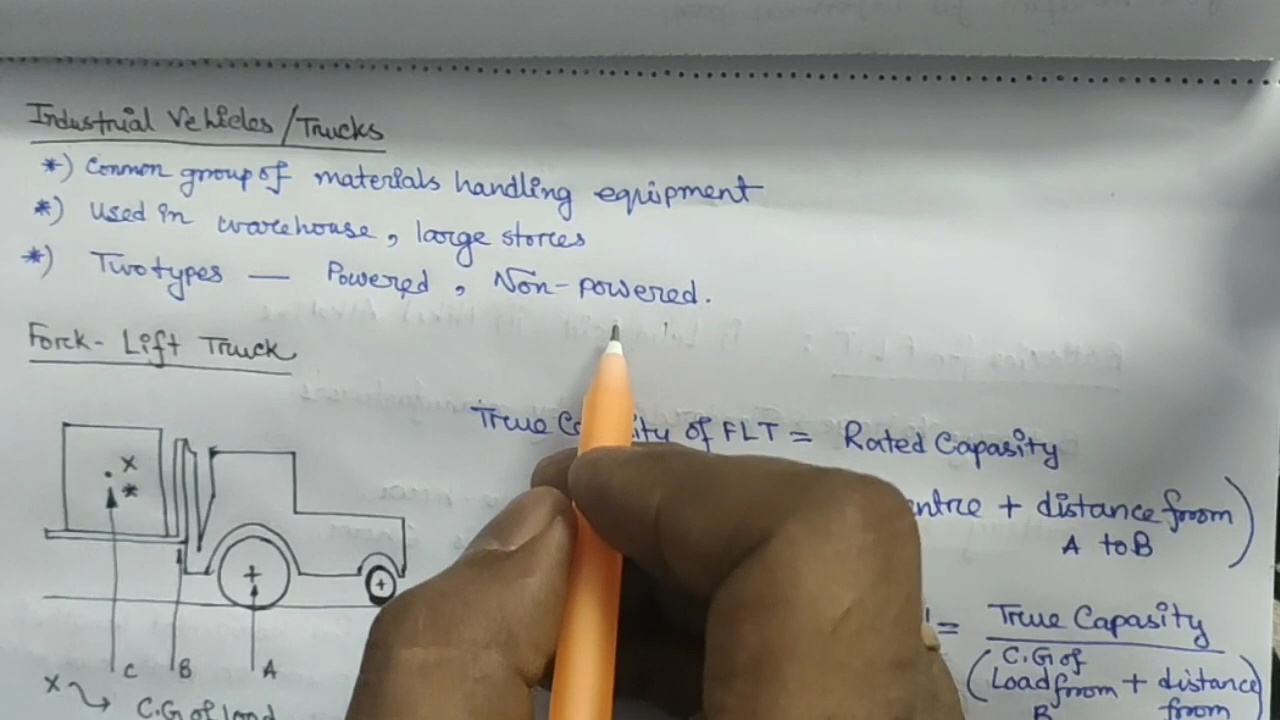 Industrial Vehicles/Trucks
*) Common group of materials handling equipment
*) Used in warehouse, large stores
*) Two types — Powered, Non-powered.
Fork-Lift Truck
True of FLT = Rated Capasity
+ distance from
A to B
x
*
C B A
x C.G of load
= True Capasity
(C.G of
Load from + distance
B from